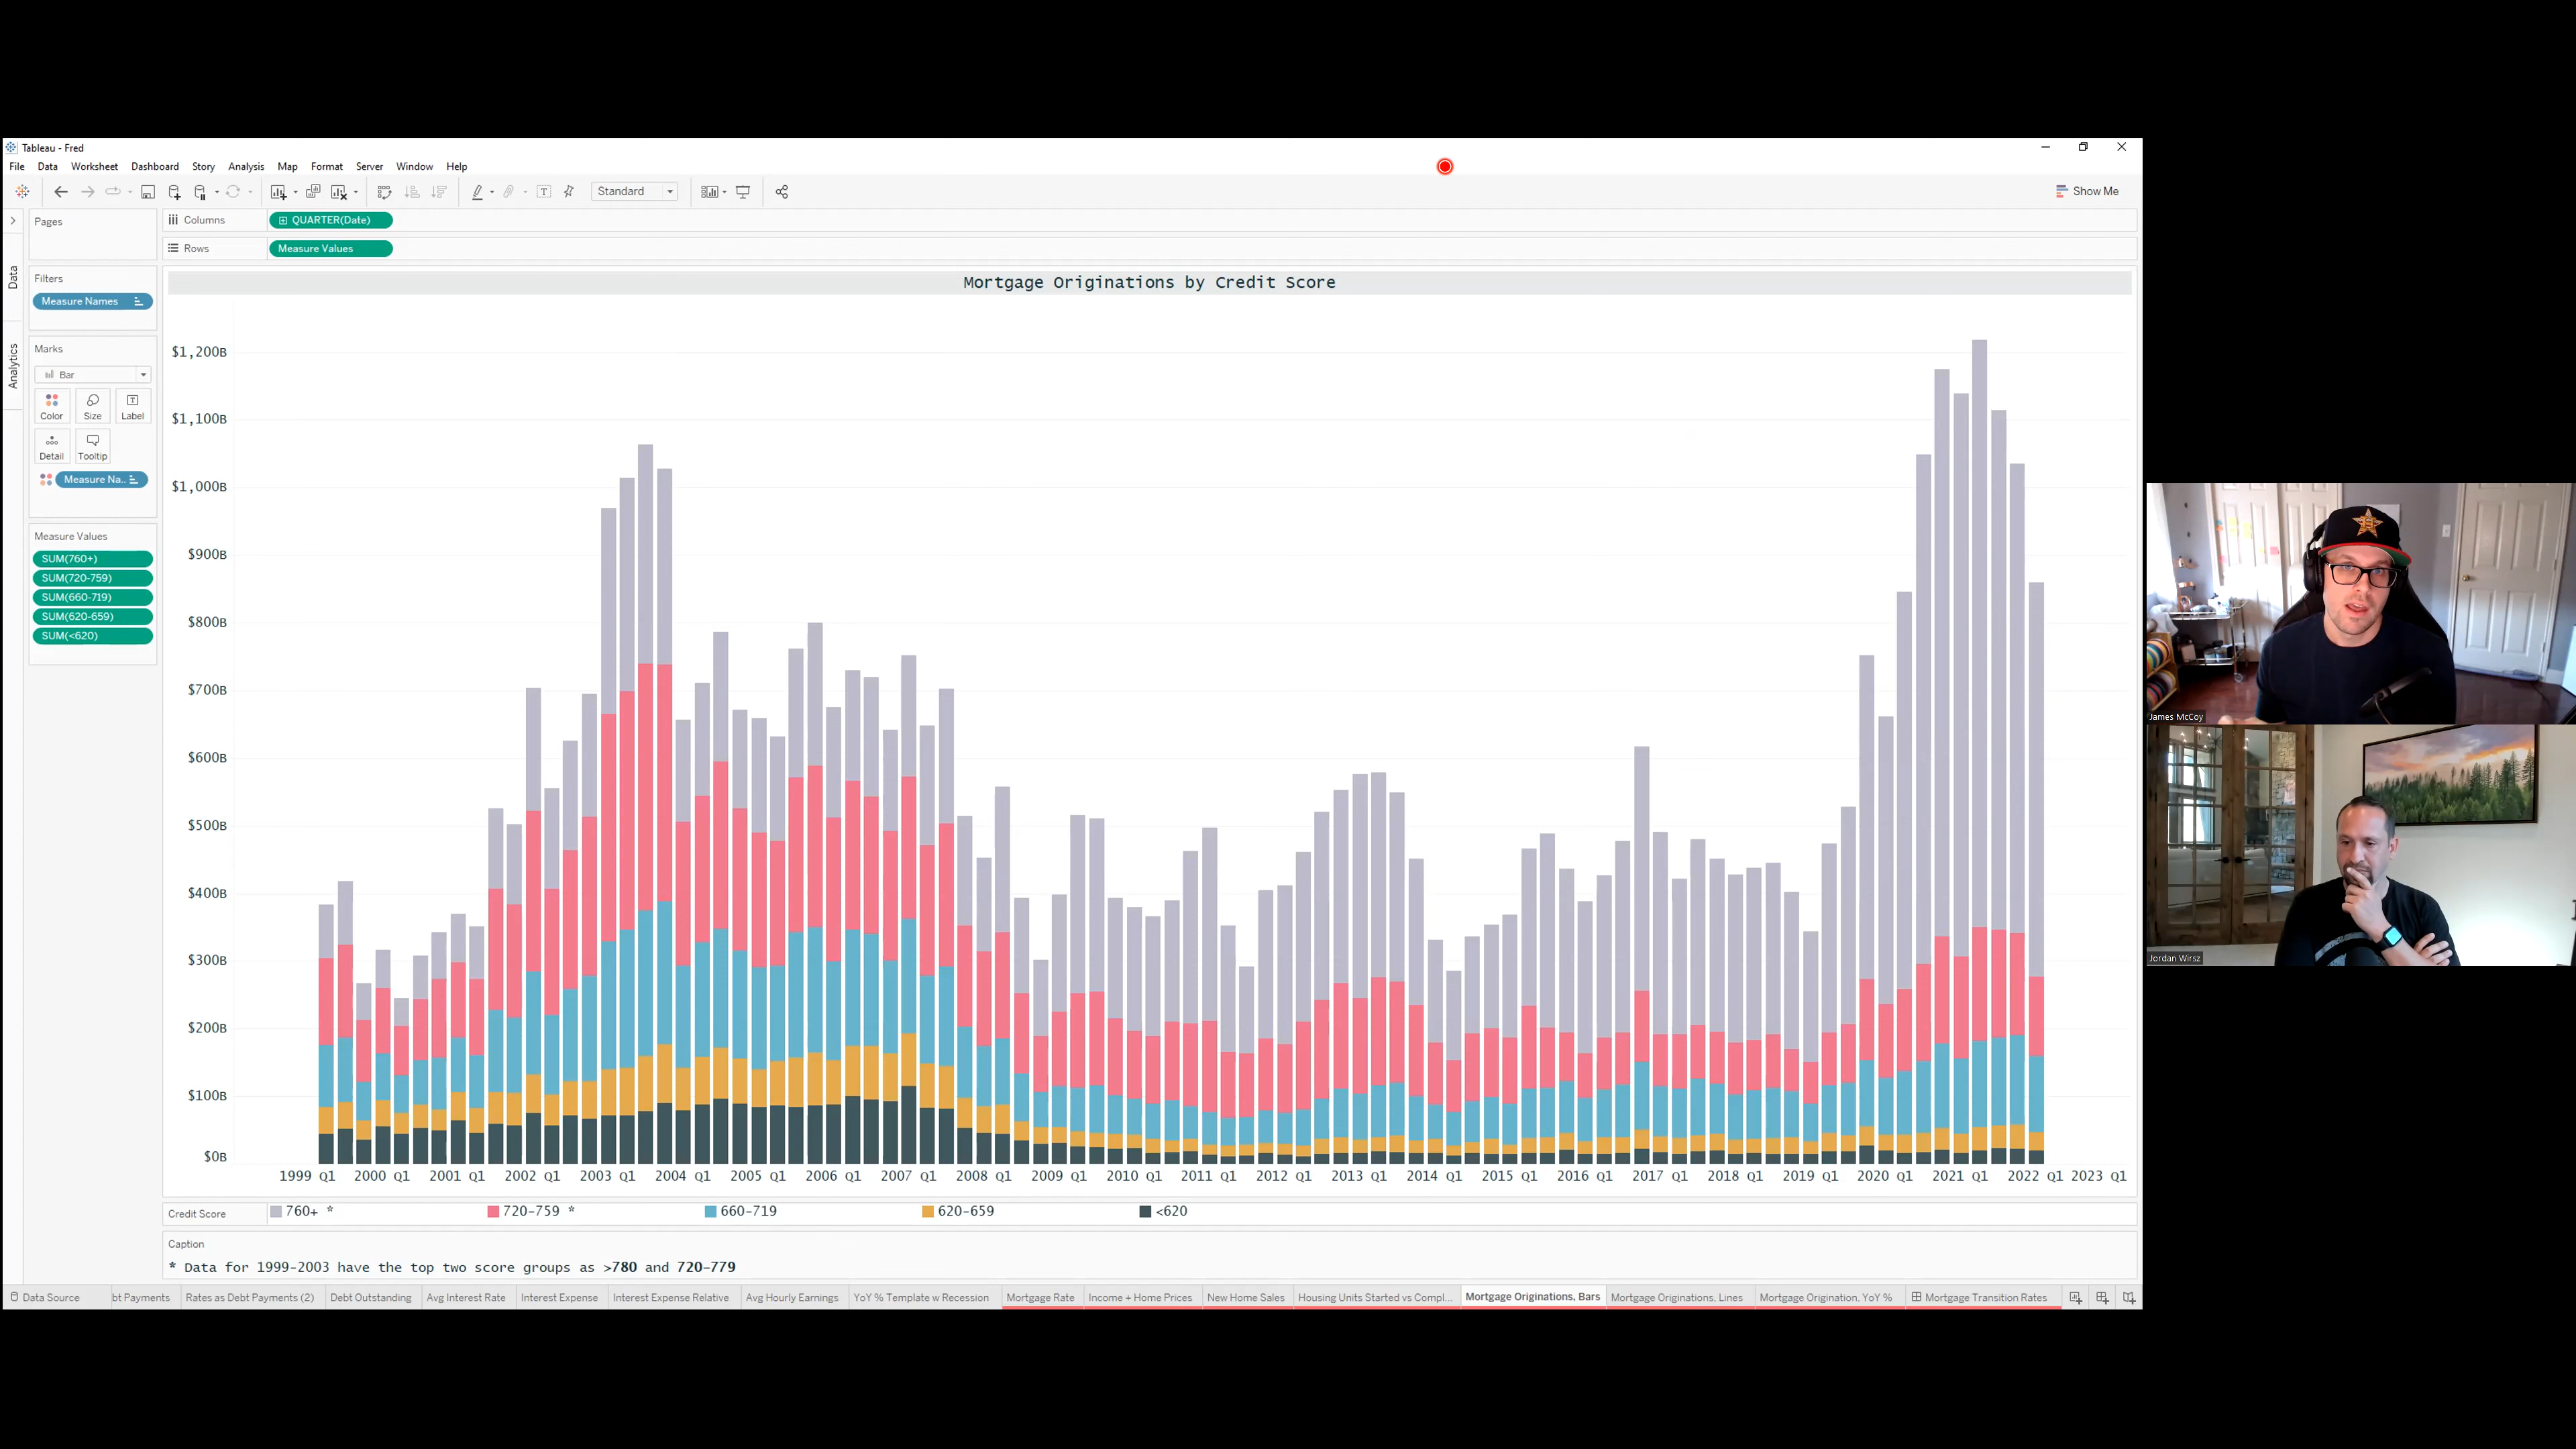 Tableau - Fred
File Data Worksheet Dashboard Story Analysis Map Format Server Window Help
Standard
Show Me
Pages
Columns QUARTER(Date)
Rows Measure Values
Data
Analytics
Filters
Measure Names
Marks
Bar
Color Size Label
Detail Tooltip
Measure Na..
Measure Values
SUM(760+)
SUM(720-759)
SUM(660-719)
SUM(620-659)
SUM(<620)
Mortgage Originations by Credit Score
$1,200B
$1,100B
$1,000B
$900B
$800B
$700B
$600B
$500B
$400B
$300B
$200B
$100B
$0B
1999 Q1 2000 Q1 2001 Q1 2002 Q1 2003 Q1 2004 Q1 2005 Q1 2006 Q1 2007 Q1 2008 Q1 2009 Q1 2010 Q1 2011 Q1 2012 Q1 2013 Q1 2014 Q1 2015 Q1 2016 Q1 2017 Q1 2018 Q1 2019 Q1 2020 Q1 2021 Q1 2022 Q1 2023 Q1
Credit Score 760+ * 720-759 * 660-719 620-659 <620
Caption
* Data for 1999-2003 have the top two score groups as >780 and 720-779
Data Source bt Payments Rates as Debt Payments (2) Debt Outstanding Avg Interest Rate Interest Expense Interest Expense Relative Avg Hourly Earnings YoY % Template w Recession Mortgage Rate Income + Home Prices New Home Sales Housing Units Started vs Compl... Mortgage Originations, Bars Mortgage Originations, Lines Mortgage Origination, YoY % Mortgage Transition Rates
James McCoy
Jordan Wirsz